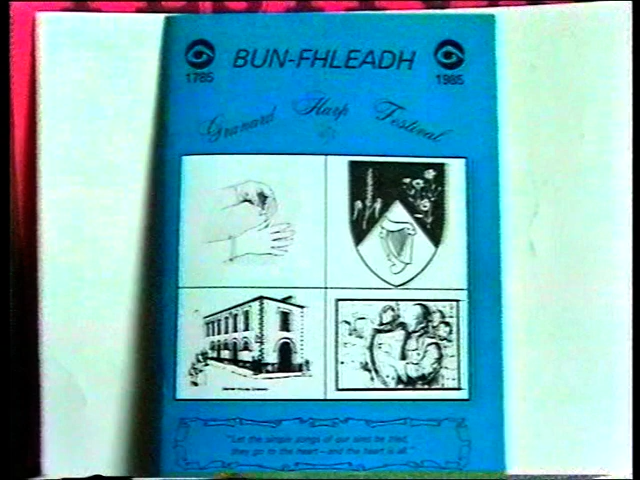 BUN-FHLEADH
1785 1985
Granard Harp Festival
"Let the simple songs of our sires be tried,
they go to the heart – and the heart is all."